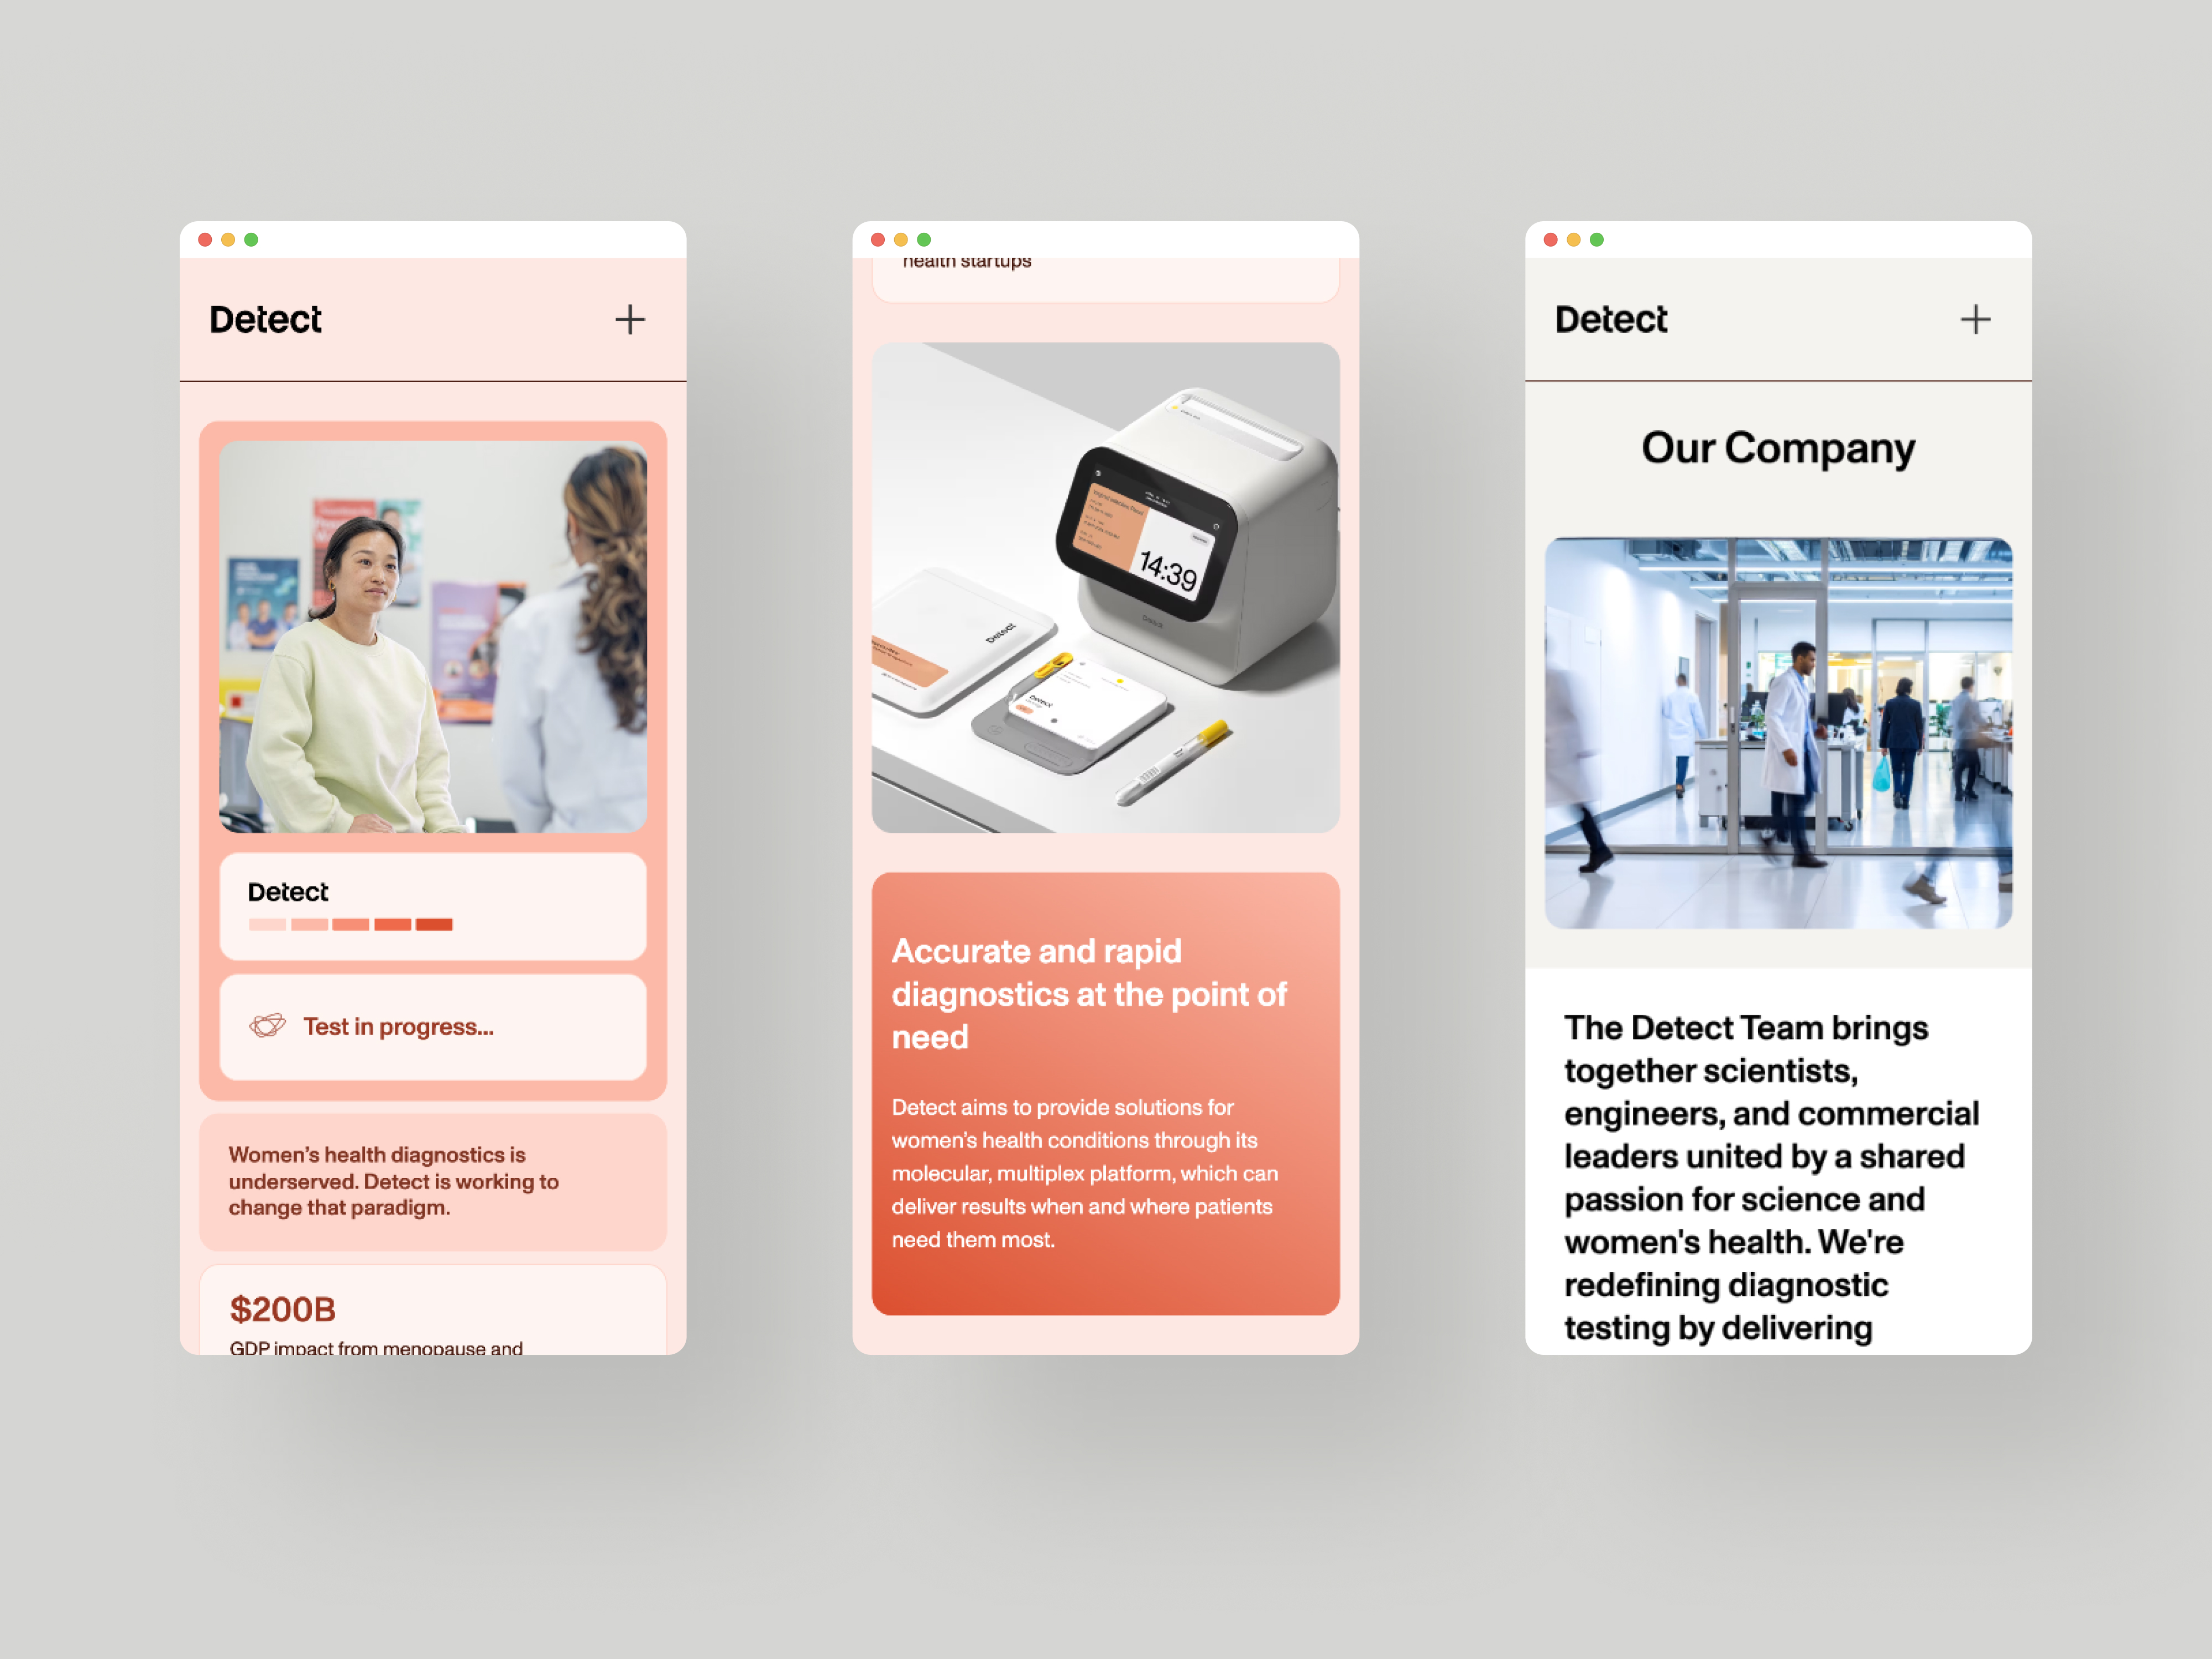 Detect
Detect
Test in progress...
Women’s health diagnostics is
underserved. Detect is working to
change that paradigm.
$200B
GDP impact from menopause and
health startups
14:39
Detect
Detect
Detect
Accurate and rapid
diagnostics at the point of
need
Detect aims to provide solutions for
women’s health conditions through its
molecular, multiplex platform, which can
deliver results when and where patients
need them most.
Detect
Our Company
The Detect Team brings
together scientists,
engineers, and commercial
leaders united by a shared
passion for science and
women's health. We're
redefining diagnostic
testing by delivering